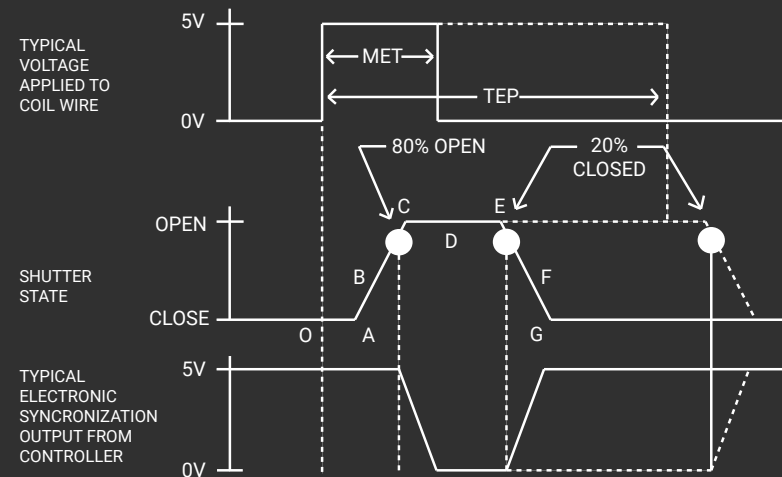 5V
TYPICAL
VOLTAGE
APPLIED TO
COIL WIRE
MET
TEP
0V
80% OPEN
20%
CLOSED
C
E
OPEN
D
B
F
SHUTTER
STATE
CLOSE
O
A
G
5V
TYPICAL
ELECTRONIC
SYNCRONIZATION
OUTPUT FROM
CONTROLLER
0V